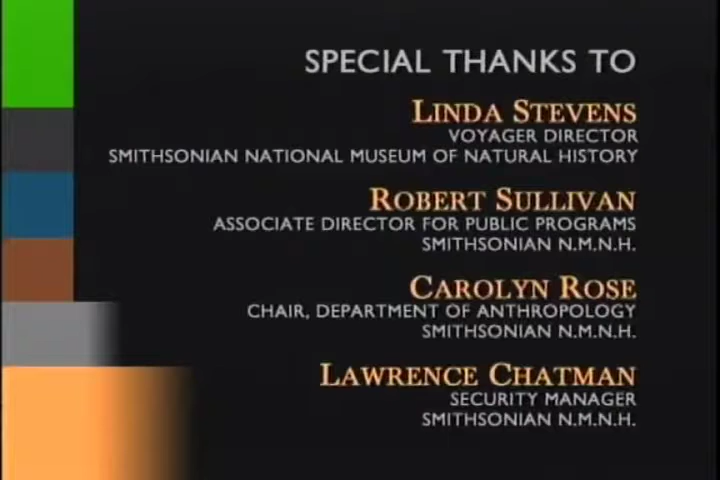 SPECIAL THANKS TO
LINDA STEVENS
VOYAGER DIRECTOR
SMITHSONIAN NATIONAL MUSEUM OF NATURAL HISTORY
ROBERT SULLIVAN
ASSOCIATE DIRECTOR FOR PUBLIC PROGRAMS
SMITHSONIAN N.M.N.H.
CAROLYN ROSE
CHAIR, DEPARTMENT OF ANTHROPOLOGY
SMITHSONIAN N.M.N.H.
LAWRENCE CHATMAN
SECURITY MANAGER
SMITHSONIAN N.M.N.H.